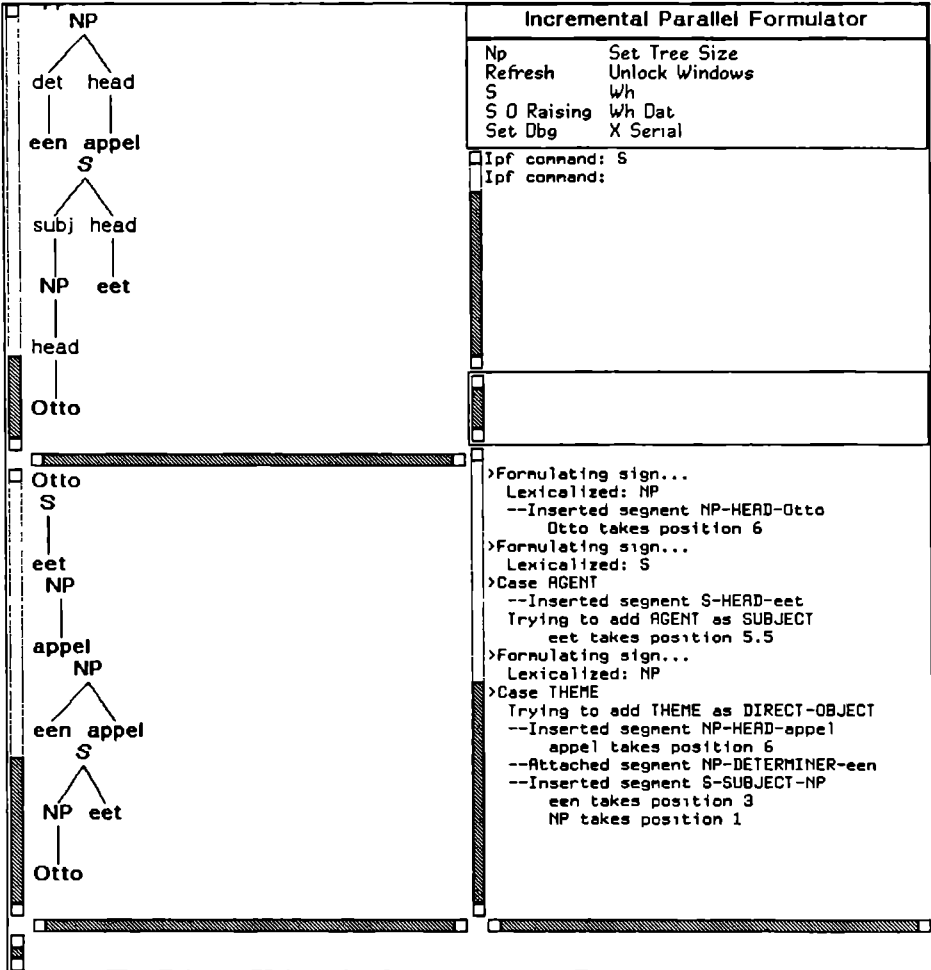 NP
det head
een appel
S
subj head
NP eet
head
Otto
Incremental Parallel Formulator
Np Set Tree Size
Refresh Unlock Windows
S Wh
S O Raising Wh Dat
Set Dbg X Serial
Ipf command: S
Ipf command:
Otto
S
eet
NP
appel
NP
een appel
S
NP eet
Otto
>Formulating sign...
Lexicalized: NP
--Inserted segment NP-HEAD-Otto
Otto takes position 6
>Formulating sign...
Lexicalized: S
>Case AGENT
--Inserted segment S-HEAD-eet
Trying to add AGENT as SUBJECT
eet takes position 5.5
>Formulating sign...
Lexicalized: NP
>Case THEME
Trying to add THEME as DIRECT-OBJECT
--Inserted segment NP-HEAD-appel
appel takes position 6
--Attached segment NP-DETERMINER-een
--Inserted segment S-SUBJECT-NP
een takes position 3
NP takes position 1